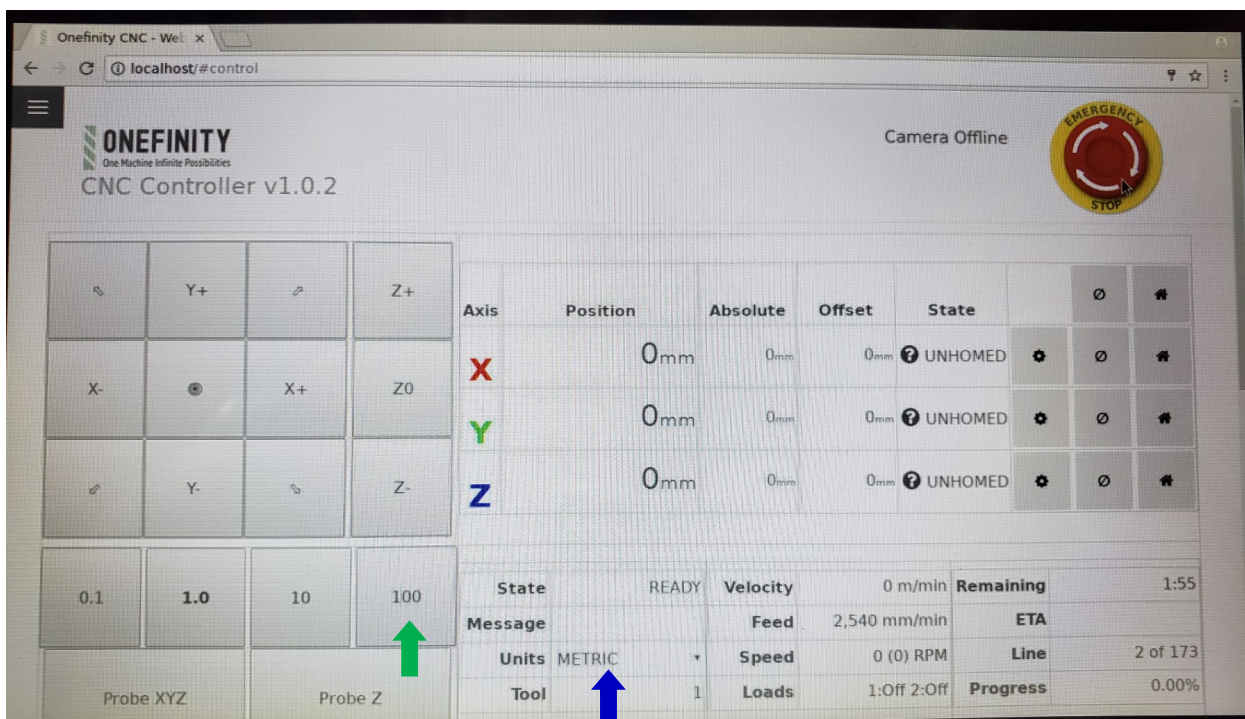 Onefinity CNC - Web
localhost/#control
ONEFINITY
One Machine Infinite Possibilities
CNC Controller v1.0.2
Camera Offline
EMERGENCY
STOP
Y+
Z+
X-
X+
Z0
Y-
Z-
0.1 1.0 10 100
Probe XYZ Probe Z
Axis Position Absolute Offset State
X 0mm 0mm 0mm UNHOMED
Y 0mm 0mm 0mm UNHOMED
Z 0mm 0mm 0mm UNHOMED
State READY Velocity 0 m/min Remaining 1:55
Message Feed 2,540 mm/min ETA
Units METRIC Speed 0 (0) RPM Line 2 of 173
Tool 1 Loads 1:Off 2:Off Progress 0.00%